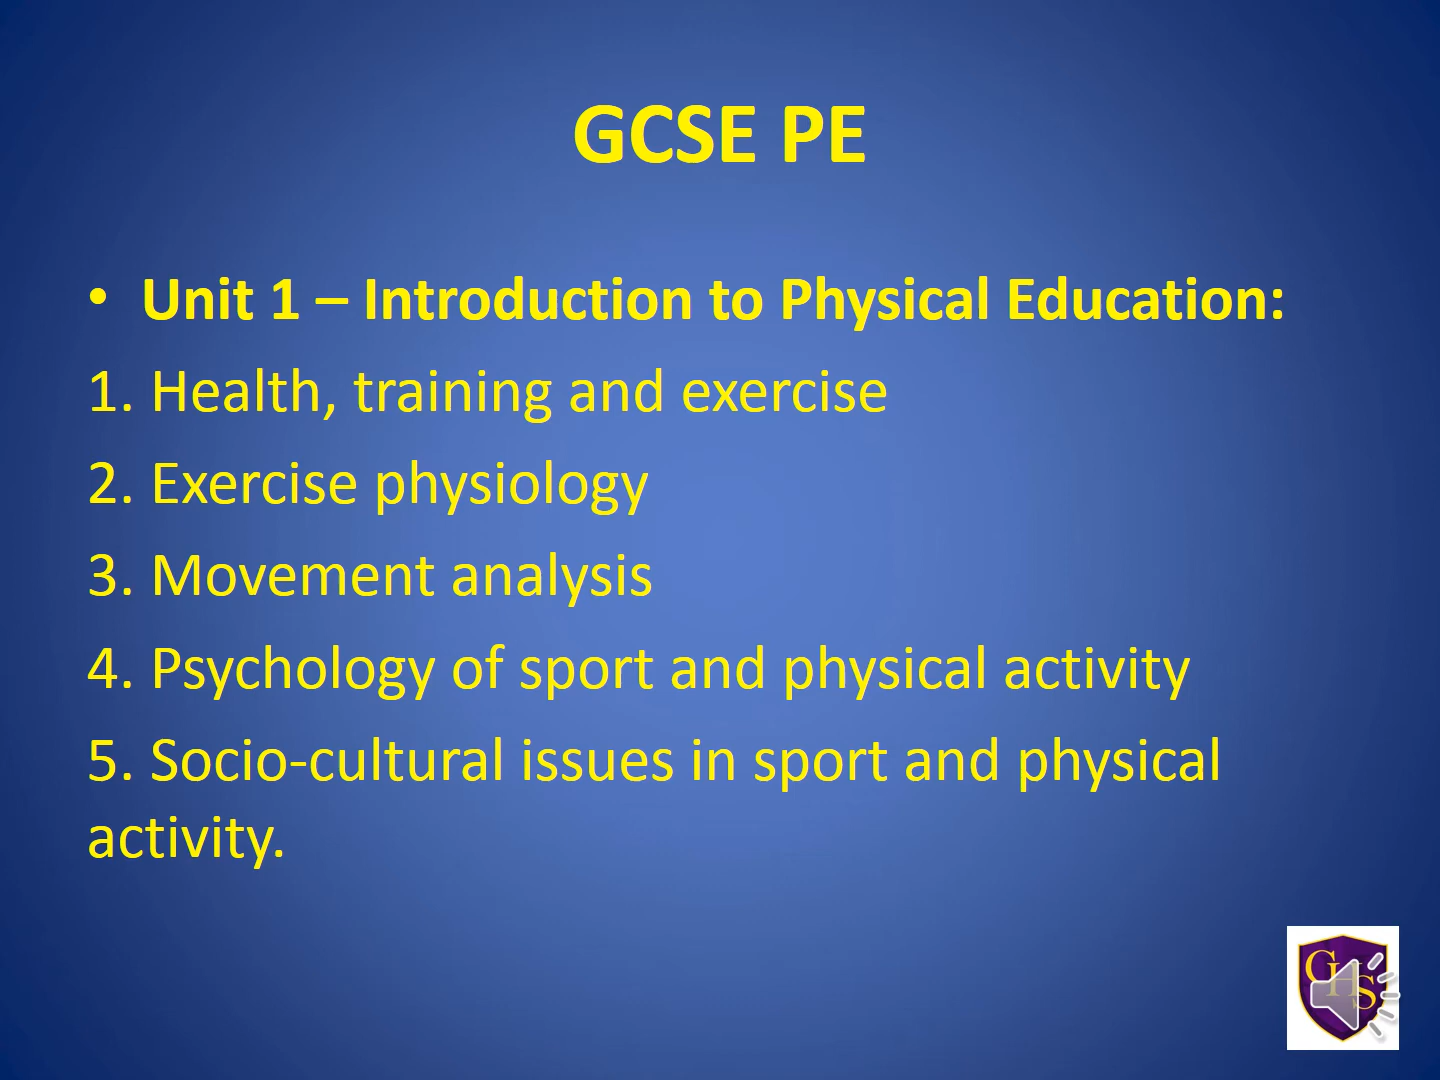 GCSE PE
• Unit 1 – Introduction to Physical Education:
1. Health, training and exercise
2. Exercise physiology
3. Movement analysis
4. Psychology of sport and physical activity
5. Socio-cultural issues in sport and physical
activity.
GHS